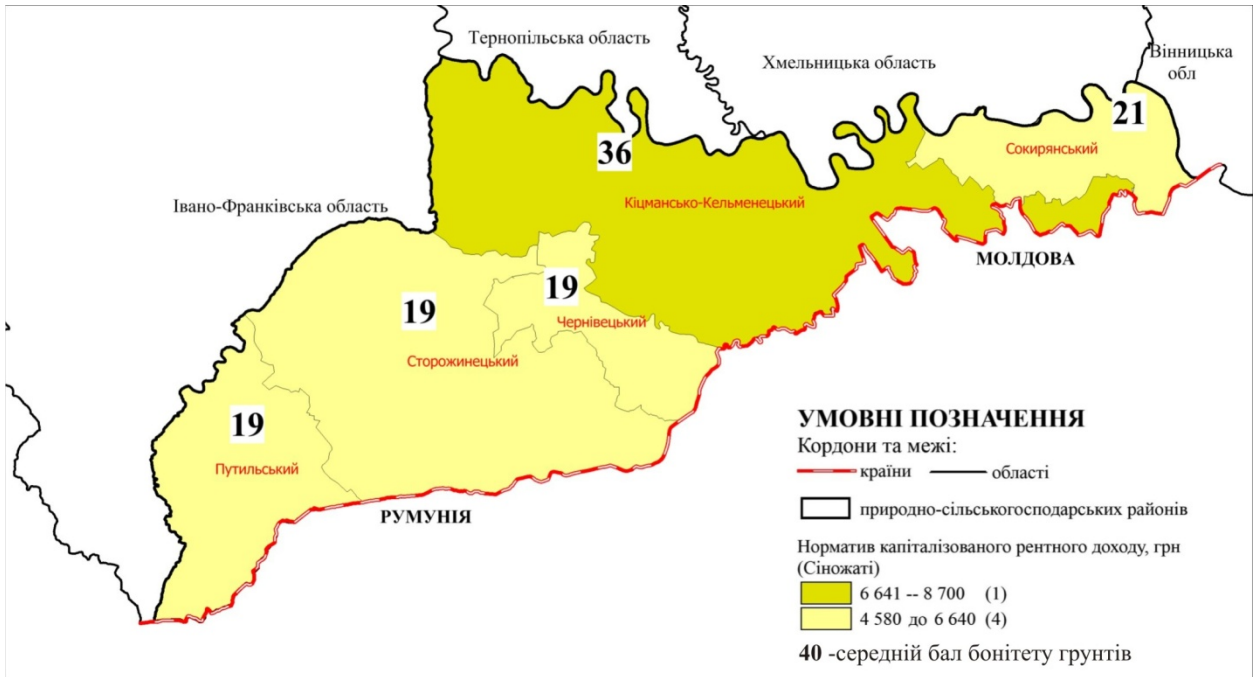 Тернопільська область
Хмельницька область
Вінницька
обл
36
21
Сокирянський
Кіцмансько-Кельменецький
Івано-Франківська область
МОЛДОВА
19
19
Чернівецький
Сторожинецький
19
Путильський
РУМУНІЯ
УМОВНІ ПОЗНАЧЕННЯ
Кордони та межі:
країни області
природно-сільськогосподарських районів
Норматив капіталізованого рентного доходу, грн
(Сіножаті)
6 641 -- 8 700 (1)
4 580 до 6 640 (4)
40 -середній бал бонітету грунтів